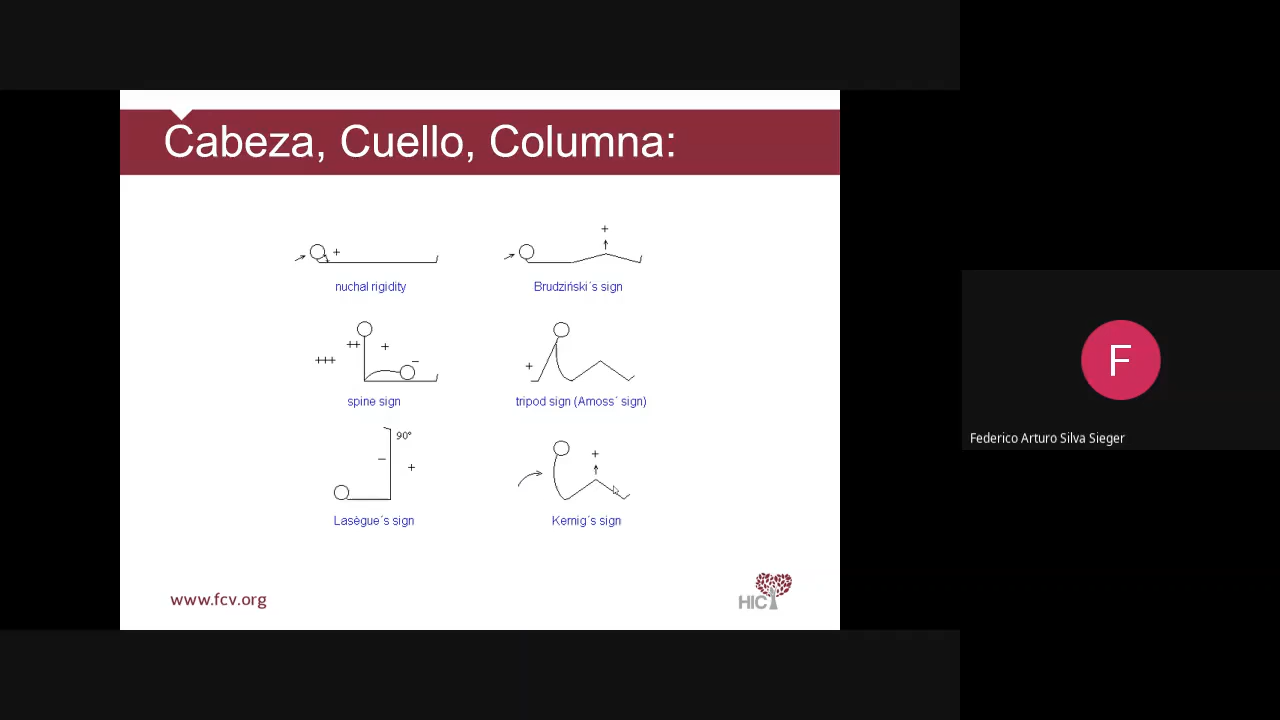 Cabeza, Cuello, Columna:
+
+
nuchal rigidity
Brudziński´s sign
++ +
+++
−
+
spine sign
tripod sign (Amoss´ sign)
90°
−
+
+
Lasègue´s sign
Kernig´s sign
www.fcv.org
HIC
F
Federico Arturo Silva Sieger